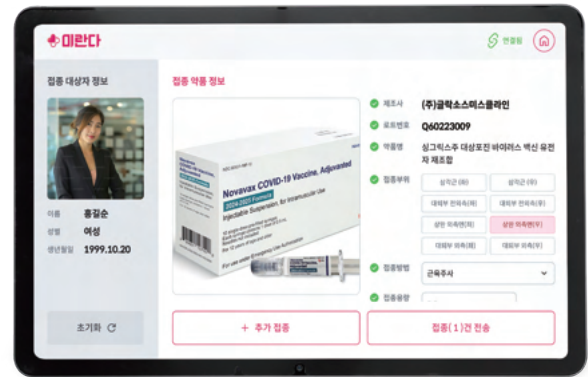 미란다
연결됨
접종 대상자 정보
이름 홍길순
성별 여성
생년월일 1999.10.20
초기화
접종 약품 정보
Novavax COVID-19 Vaccine, Adjuvanted
2024-2025 Formula
Injectable Suspension, for Intramuscular Use
For use under Emergency Use Authorization
제조사 (주)글락소스미스클라인
로트번호 Q60223009
약품명 싱그릭스주 대상포진 바이러스 백신 유전
자 재조합
접종부위
삼각근 (좌) 삼각근 (우)
대퇴부 전외측(좌) 대퇴부 전외측(우)
상완 외측면(좌) 상완 외측면(우)
대퇴부 외측(좌) 대퇴부 외측(우)
접종방법 근육주사
접종용량
+ 추가 접종
접종( 1 )건 전송